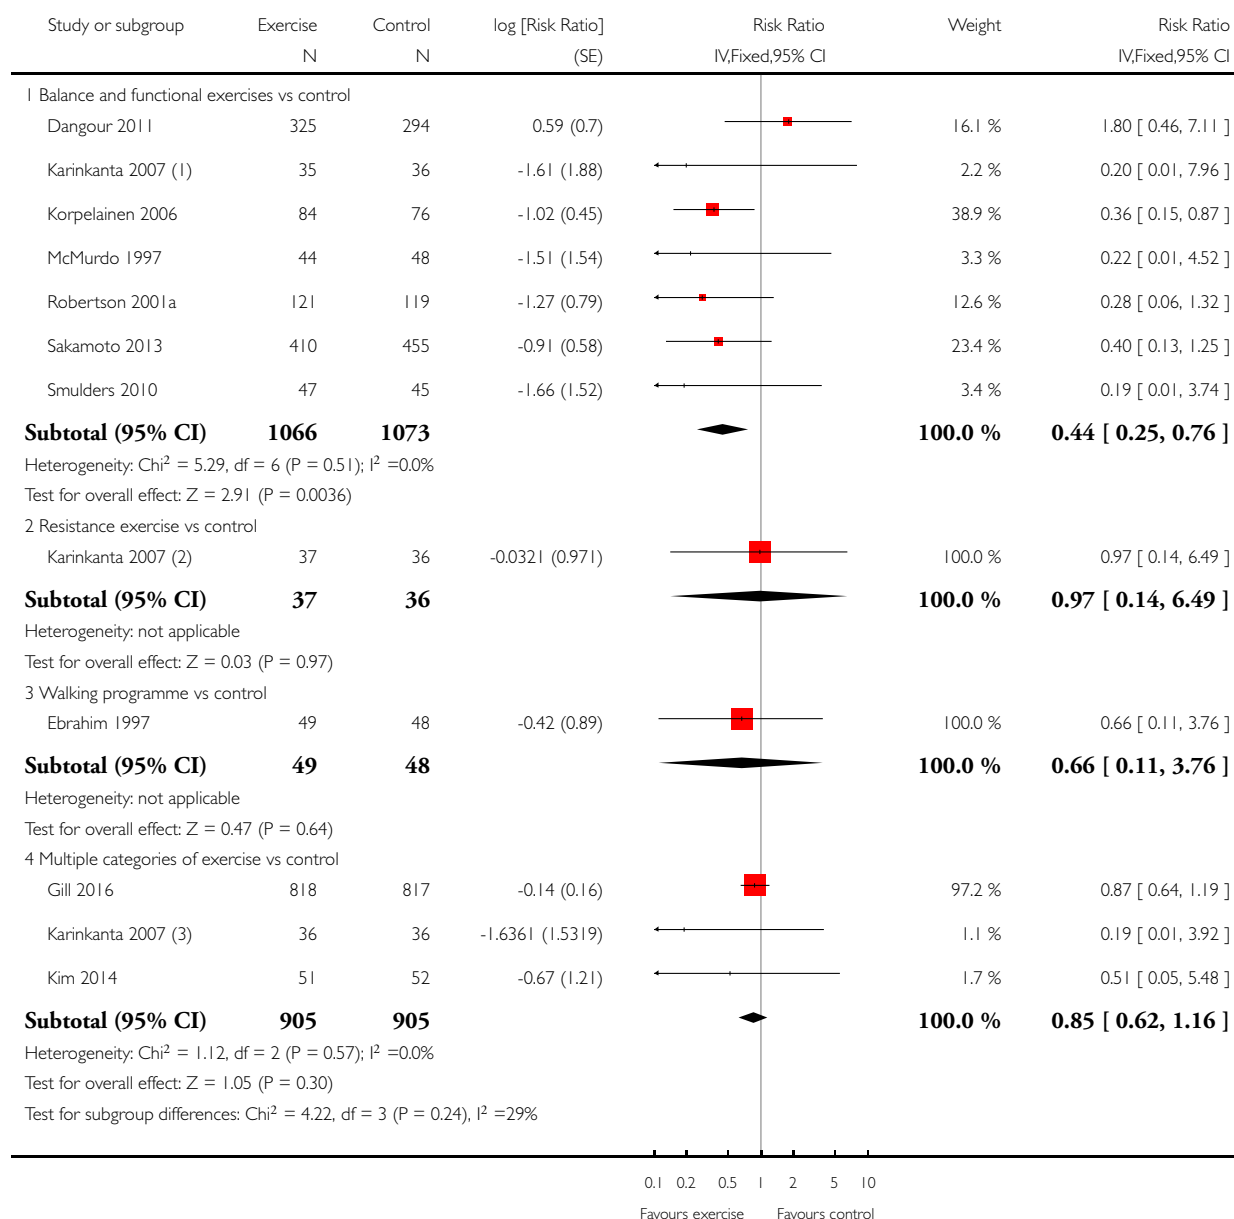 Study or subgroup Exercise Control log [Risk Ratio] Risk Ratio Weight Risk Ratio
N N (SE) IV,Fixed,95% CI IV,Fixed,95% CI
1 Balance and functional exercises vs control
Dangour 2011 325 294 0.59 (0.7) 16.1 % 1.80 [ 0.46, 7.11 ]
Karinkanta 2007 (1) 35 36 -1.61 (1.88) 2.2 % 0.20 [ 0.01, 7.96 ]
Korpelainen 2006 84 76 -1.02 (0.45) 38.9 % 0.36 [ 0.15, 0.87 ]
McMurdo 1997 44 48 -1.51 (1.54) 3.3 % 0.22 [ 0.01, 4.52 ]
Robertson 2001a 121 119 -1.27 (0.79) 12.6 % 0.28 [ 0.06, 1.32 ]
Sakamoto 2013 410 455 -0.91 (0.58) 23.4 % 0.40 [ 0.13, 1.25 ]
Smulders 2010 47 45 -1.66 (1.52) 3.4 % 0.19 [ 0.01, 3.74 ]
Subtotal (95% CI) 1066 1073 100.0 % 0.44 [ 0.25, 0.76 ]
Heterogeneity: Chi² = 5.29, df = 6 (P = 0.51); I² =0.0%
Test for overall effect: Z = 2.91 (P = 0.0036)
2 Resistance exercise vs control
Karinkanta 2007 (2) 37 36 -0.0321 (0.971) 100.0 % 0.97 [ 0.14, 6.49 ]
Subtotal (95% CI) 37 36 100.0 % 0.97 [ 0.14, 6.49 ]
Heterogeneity: not applicable
Test for overall effect: Z = 0.03 (P = 0.97)
3 Walking programme vs control
Ebrahim 1997 49 48 -0.42 (0.89) 100.0 % 0.66 [ 0.11, 3.76 ]
Subtotal (95% CI) 49 48 100.0 % 0.66 [ 0.11, 3.76 ]
Heterogeneity: not applicable
Test for overall effect: Z = 0.47 (P = 0.64)
4 Multiple categories of exercise vs control
Gill 2016 818 817 -0.14 (0.16) 97.2 % 0.87 [ 0.64, 1.19 ]
Karinkanta 2007 (3) 36 36 -1.6361 (1.5319) 1.1 % 0.19 [ 0.01, 3.92 ]
Kim 2014 51 52 -0.67 (1.21) 1.7 % 0.51 [ 0.05, 5.48 ]
Subtotal (95% CI) 905 905 100.0 % 0.85 [ 0.62, 1.16 ]
Heterogeneity: Chi² = 1.12, df = 2 (P = 0.57); I² =0.0%
Test for overall effect: Z = 1.05 (P = 0.30)
Test for subgroup differences: Chi² = 4.22, df = 3 (P = 0.24), I² =29%
0.1 0.2 0.5 1 2 5 10
Favours exercise Favours control